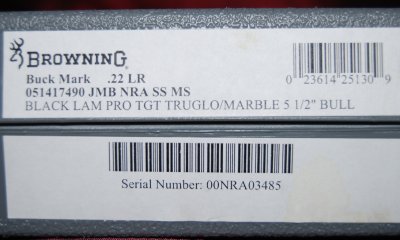 BROWNING
Buck Mark .22 LR
051417490 JMB NRA SS MS
BLACK LAM PRO TGT TRUGLO/MARBLE 5 1/2" BULL
0 23614 25130 9
Serial Number: 00NRA03485